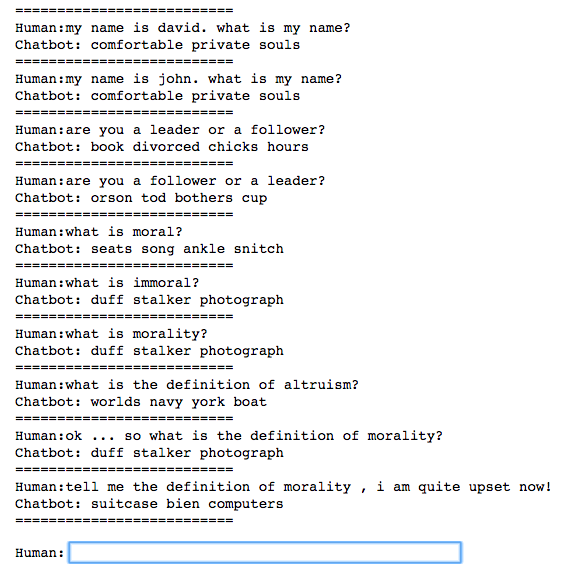 ==========================
Human:my name is david. what is my name?
Chatbot: comfortable private souls
==========================
Human:my name is john. what is my name?
Chatbot: comfortable private souls
==========================
Human:are you a leader or a follower?
Chatbot: book divorced chicks hours
==========================
Human:are you a follower or a leader?
Chatbot: orson tod bothers cup
==========================
Human:what is moral?
Chatbot: seats song ankle snitch
==========================
Human:what is immoral?
Chatbot: duff stalker photograph
==========================
Human:what is morality?
Chatbot: duff stalker photograph
==========================
Human:what is the definition of altruism?
Chatbot: worlds navy york boat
==========================
Human:ok ... so what is the definition of morality?
Chatbot: duff stalker photograph
==========================
Human:tell me the definition of morality , i am quite upset now!
Chatbot: suitcase bien computers
==========================
Human: